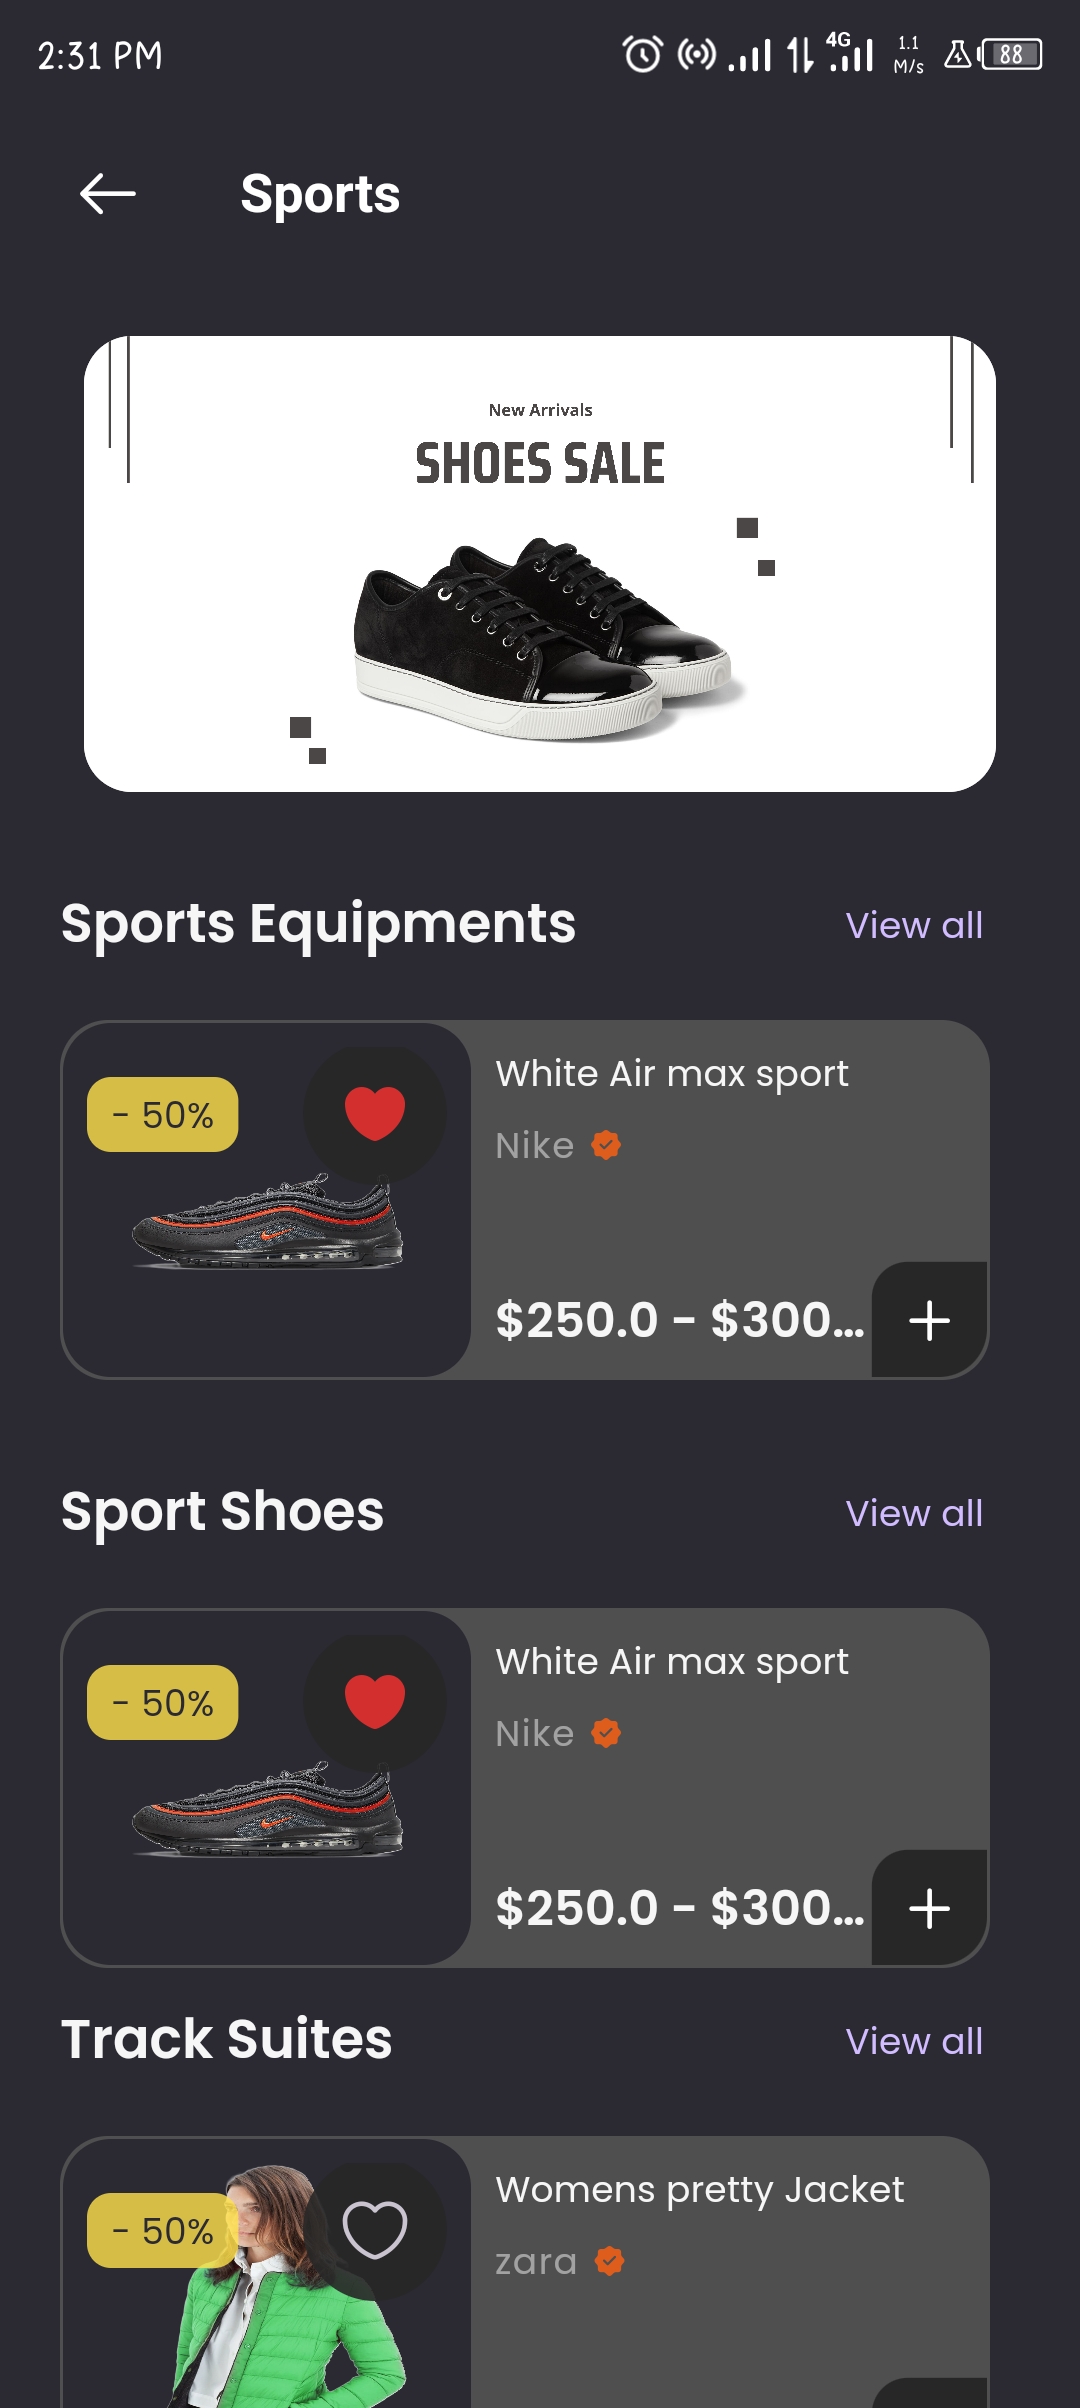 2:31 PM
4G
1.1
M/s
88
Sports
New Arrivals
SHOES SALE
Sports Equipments
View all
- 50%
White Air max sport
Nike
$250.0 - $300...
Sport Shoes
View all
- 50%
White Air max sport
Nike
$250.0 - $300...
Track Suites
View all
- 50%
Womens pretty Jacket
zara